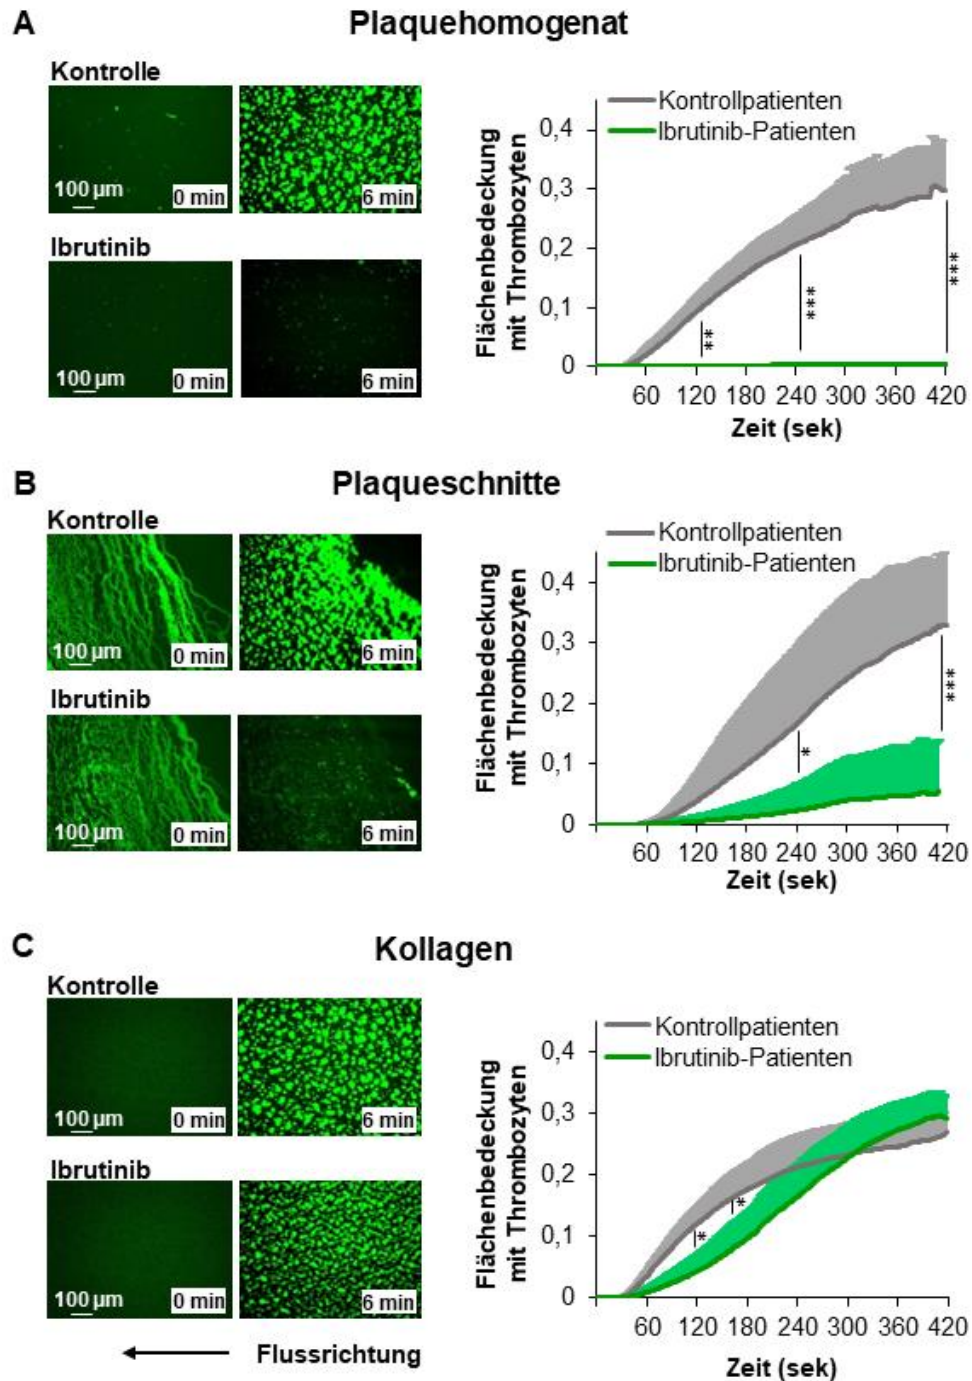 A
Plaquehomogenat
Kontrolle
100 µm
0 min
6 min
Ibrutinib
100 µm
0 min
6 min
Flächenbedeckung
mit Thrombozyten
Kontrollpatienten
Ibrutinib-Patienten
0,4
0,3
0,2
0,1
0
**
***
***
60 120 180 240 300 360 420
Zeit (sek)
B
Plaqueschnitte
Kontrolle
100 µm
0 min
6 min
Ibrutinib
100 µm
0 min
6 min
Flächenbedeckung
mit Thrombozyten
Kontrollpatienten
Ibrutinib-Patienten
0,4
0,3
0,2
0,1
0
*
***
60 120 180 240 300 360 420
Zeit (sek)
C
Kollagen
Kontrolle
100 µm
0 min
6 min
Ibrutinib
100 µm
0 min
6 min
Flussrichtung
Flächenbedeckung
mit Thrombozyten
Kontrollpatienten
Ibrutinib-Patienten
0,4
0,3
0,2
0,1
0
*
*
60 120 180 240 300 360 420
Zeit (sek)